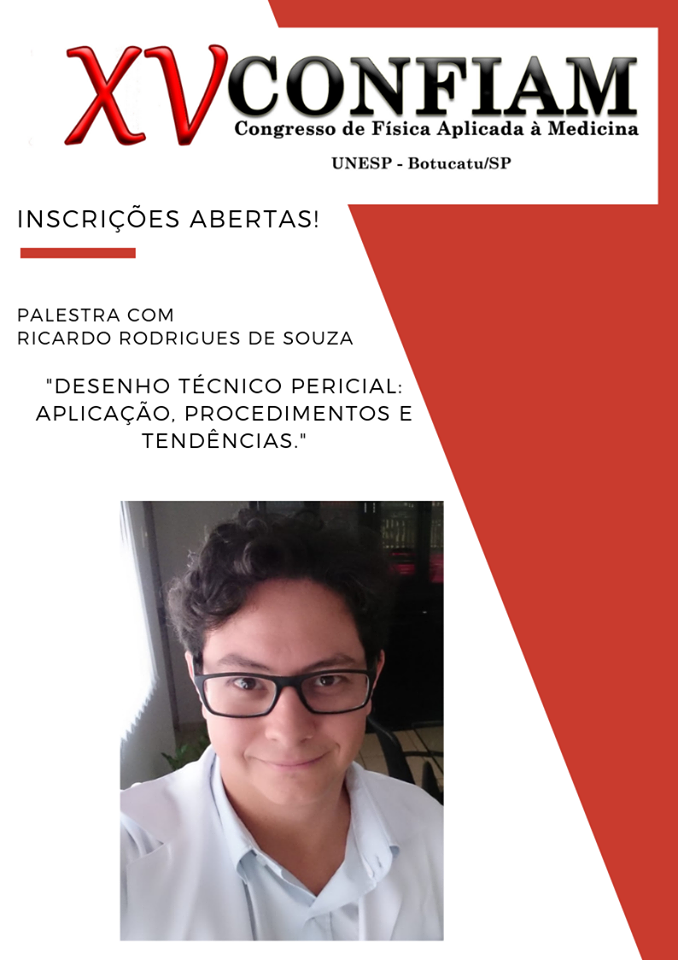 XV CONFIAM
Congresso de Física Aplicada à Medicina
UNESP - Botucatu/SP
INSCRIÇÕES ABERTAS!
PALESTRA COM
RICARDO RODRIGUES DE SOUZA
"DESENHO TÉCNICO PERICIAL:
APLICAÇÃO, PROCEDIMENTOS E
TENDÊNCIAS."